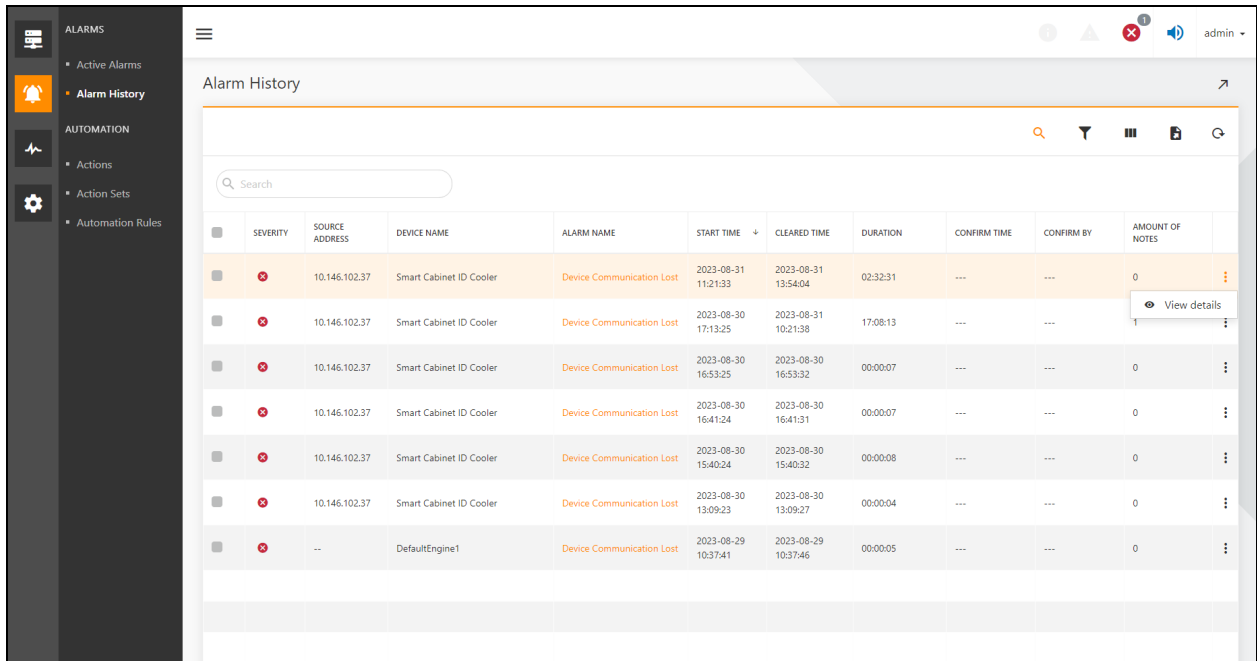 ALARMS
Active Alarms
Alarm History
AUTOMATION
Actions
Action Sets
Automation Rules
1
admin
Alarm History
Search
SEVERITY SOURCE ADDRESS DEVICE NAME ALARM NAME START TIME CLEARED TIME DURATION CONFIRM TIME CONFIRM BY AMOUNT OF NOTES
10.146.102.37 Smart Cabinet ID Cooler Device Communication Lost 2023-08-31 11:21:33 2023-08-31 13:54:04 02:32:31 --- --- 0
View details
10.146.102.37 Smart Cabinet ID Cooler Device Communication Lost 2023-08-30 17:13:25 2023-08-31 10:21:38 17:08:13 --- --- 1
10.146.102.37 Smart Cabinet ID Cooler Device Communication Lost 2023-08-30 16:53:25 2023-08-30 16:53:32 00:00:07 --- --- 0
10.146.102.37 Smart Cabinet ID Cooler Device Communication Lost 2023-08-30 16:41:24 2023-08-30 16:41:31 00:00:07 --- --- 0
10.146.102.37 Smart Cabinet ID Cooler Device Communication Lost 2023-08-30 15:40:24 2023-08-30 15:40:32 00:00:08 --- --- 0
10.146.102.37 Smart Cabinet ID Cooler Device Communication Lost 2023-08-30 13:09:23 2023-08-30 13:09:27 00:00:04 --- --- 0
-- DefaultEngine1 Device Communication Lost 2023-08-29 10:37:41 2023-08-29 10:37:46 00:00:05 --- --- 0